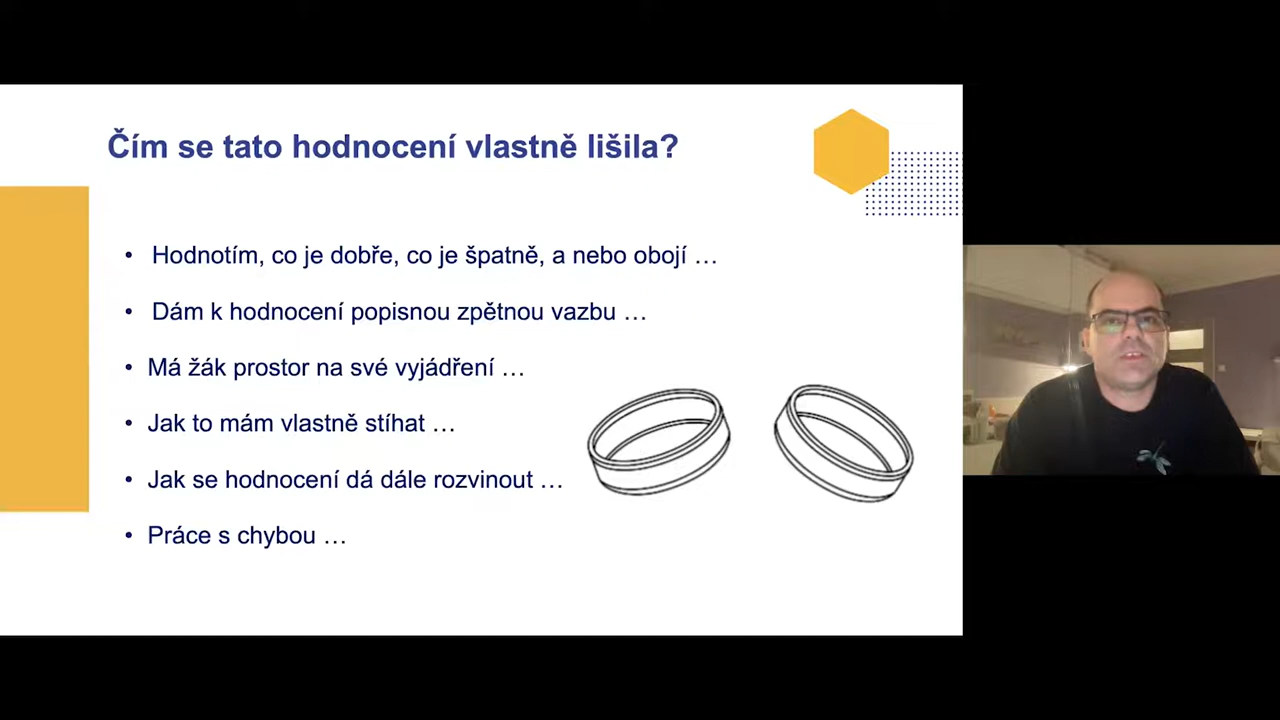 Čím se tato hodnocení vlastně lišila?
• Hodnotím, co je dobře, co je špatně, a nebo obojí …
• Dám k hodnocení popisnou zpětnou vazbu …
• Má žák prostor na své vyjádření …
• Jak to mám vlastně stíhat …
• Jak se hodnocení dá dále rozvinout …
• Práce s chybou …